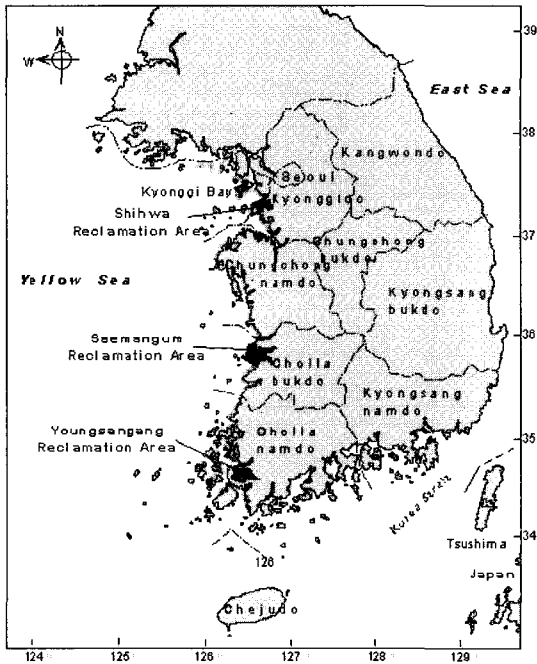 N
W
39
East Sea
38
Kangwondo
Seoul
Kyonggi Bay
Kyonggido
Shihwa
Reclamation Area
37
Chungchong
bukdo
Chungchong
namdo
Yellow Sea
Kyongsang
bukdo
36
Saemangum
Reclamation Area
Cholla
bukdo
Kyongsang
namdo
Youngsangang
Reclamation Area
35
Cholla
namdo
Korea Strait
34
Tsushima
126
Japan
Chejudo
124
125
126
127
128
129